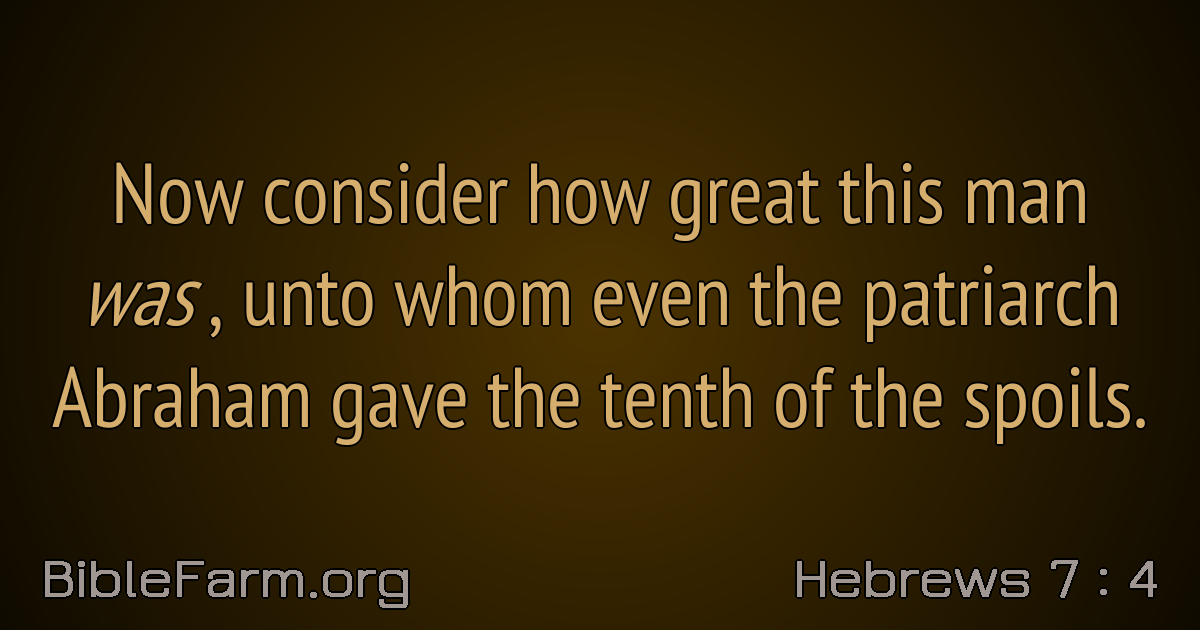 Now consider how great this man
was , unto whom even the patriarch
Abraham gave the tenth of the spoils.
BibleFarm.org
Hebrews 7 : 4